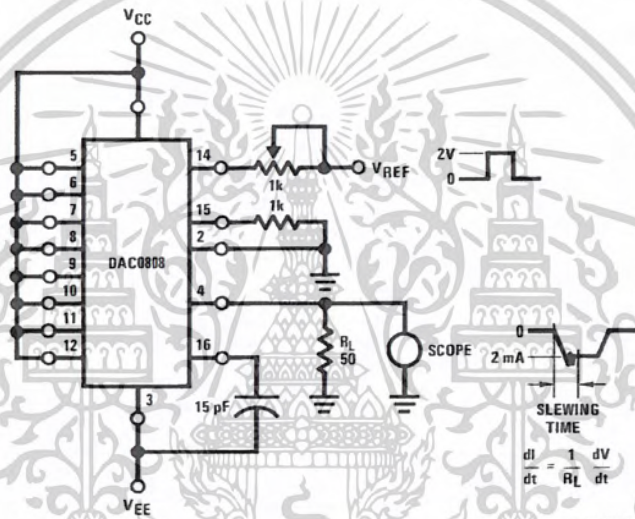 VCC
5
6
7
8
9
10
11
12
14
15
2
4
16
3
DAC0808
1k
1k
VREF
2V
0
RL
50
SCOPE
15 pF
VEE
0
2 mA
SLEWING
TIME
dI/dt = 1/RL dV/dt